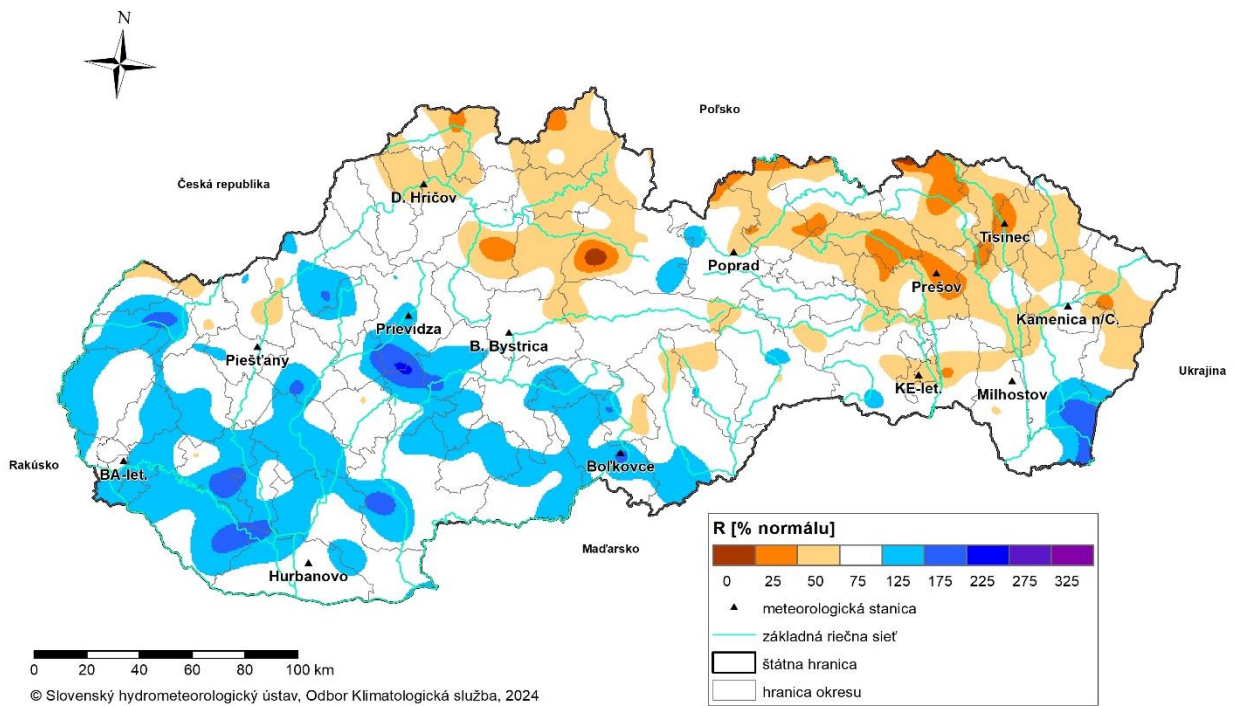 N
Poľsko
Česká republika
D. Hričov
Tisinec
Poprad
Prešov
Kamenica n/C.
Prievidza
B. Bystrica
Piešťany
Ukrajina
KE-let.
Milhostov
Rakúsko
BA-let.
Boľkovce
Maďarsko
Hurbanovo
R [% normálu]
0 25 50 75 125 175 225 275 325
meteorologická stanica
základná riečna sieť
štátna hranica
hranica okresu
0 20 40 60 80 100 km
© Slovenský hydrometeorologický ústav, Odbor Klimatologická služba, 2024